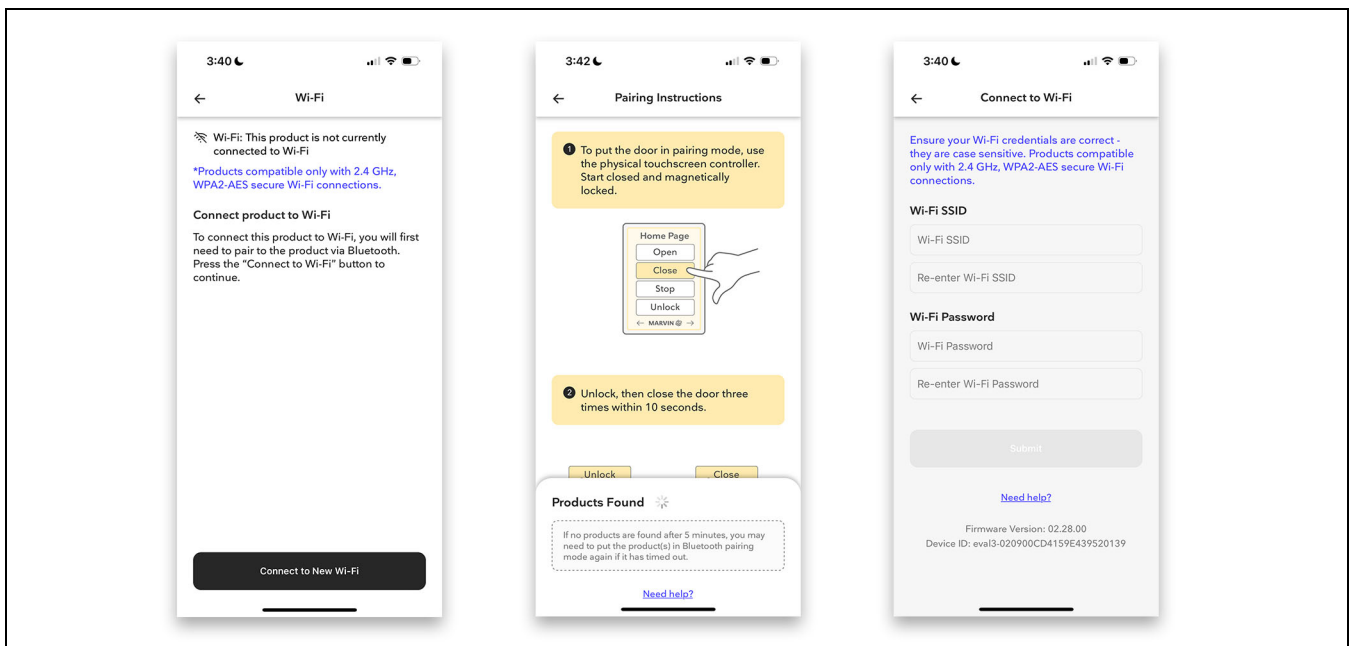 3:40
Wi-Fi
Wi-Fi: This product is not currently
connected to Wi-Fi
*Products compatible only with 2.4 GHz,
WPA2-AES secure Wi-Fi connections.
Connect product to Wi-Fi
To connect this product to Wi-Fi, you will first
need to pair to the product via Bluetooth.
Press the “Connect to Wi-Fi” button to
continue.
Connect to New Wi-Fi
3:42
Pairing Instructions
1 To put the door in pairing mode, use
the physical touchscreen controller.
Start closed and magnetically
locked.
Home Page
Open
Close
Stop
Unlock
← MARVIN →
2 Unlock, then close the door three
times within 10 seconds.
Unlock Close
Products Found
If no products are found after 5 minutes, you may
need to put the product(s) in Bluetooth pairing
mode again if it has timed out.
Need help?
3:40
Connect to Wi-Fi
Ensure your Wi-Fi credentials are correct -
they are case sensitive. Products compatible
only with 2.4 GHz, WPA2-AES secure Wi-Fi
connections.
Wi-Fi SSID
Wi-Fi SSID
Re-enter Wi-Fi SSID
Wi-Fi Password
Wi-Fi Password
Re-enter Wi-Fi Password
Submit
Need help?
Firmware Version: 02.28.00
Device ID: eval3-020900CD4159E439520139